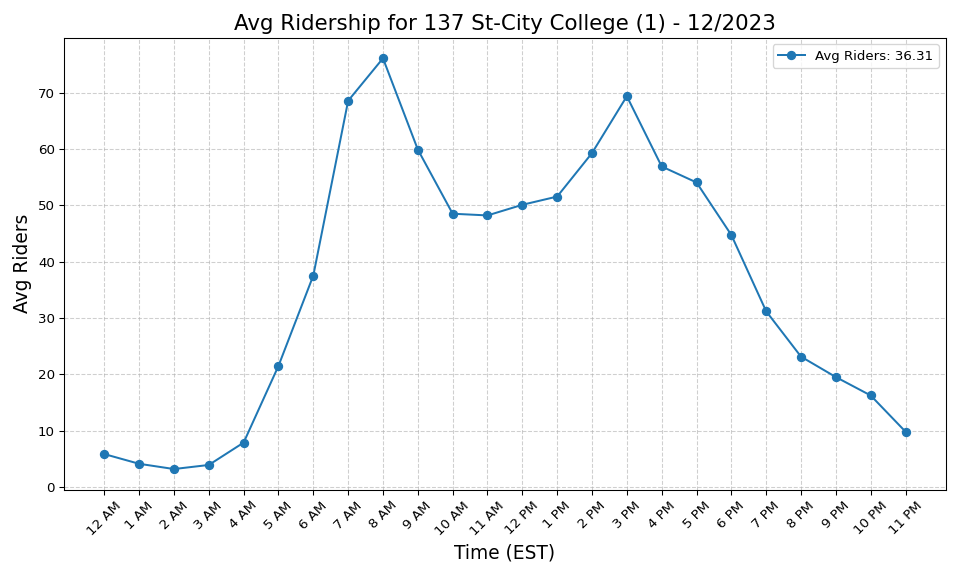 Avg Ridership for 137 St-City College (1) - 12/2023
Avg Riders: 36.31
Avg Riders
70
60
50
40
30
20
10
0
12 AM
1 AM
2 AM
3 AM
4 AM
5 AM
6 AM
7 AM
8 AM
9 AM
10 AM
11 AM
12 PM
1 PM
2 PM
3 PM
4 PM
5 PM
6 PM
7 PM
8 PM
9 PM
10 PM
11 PM
Time (EST)